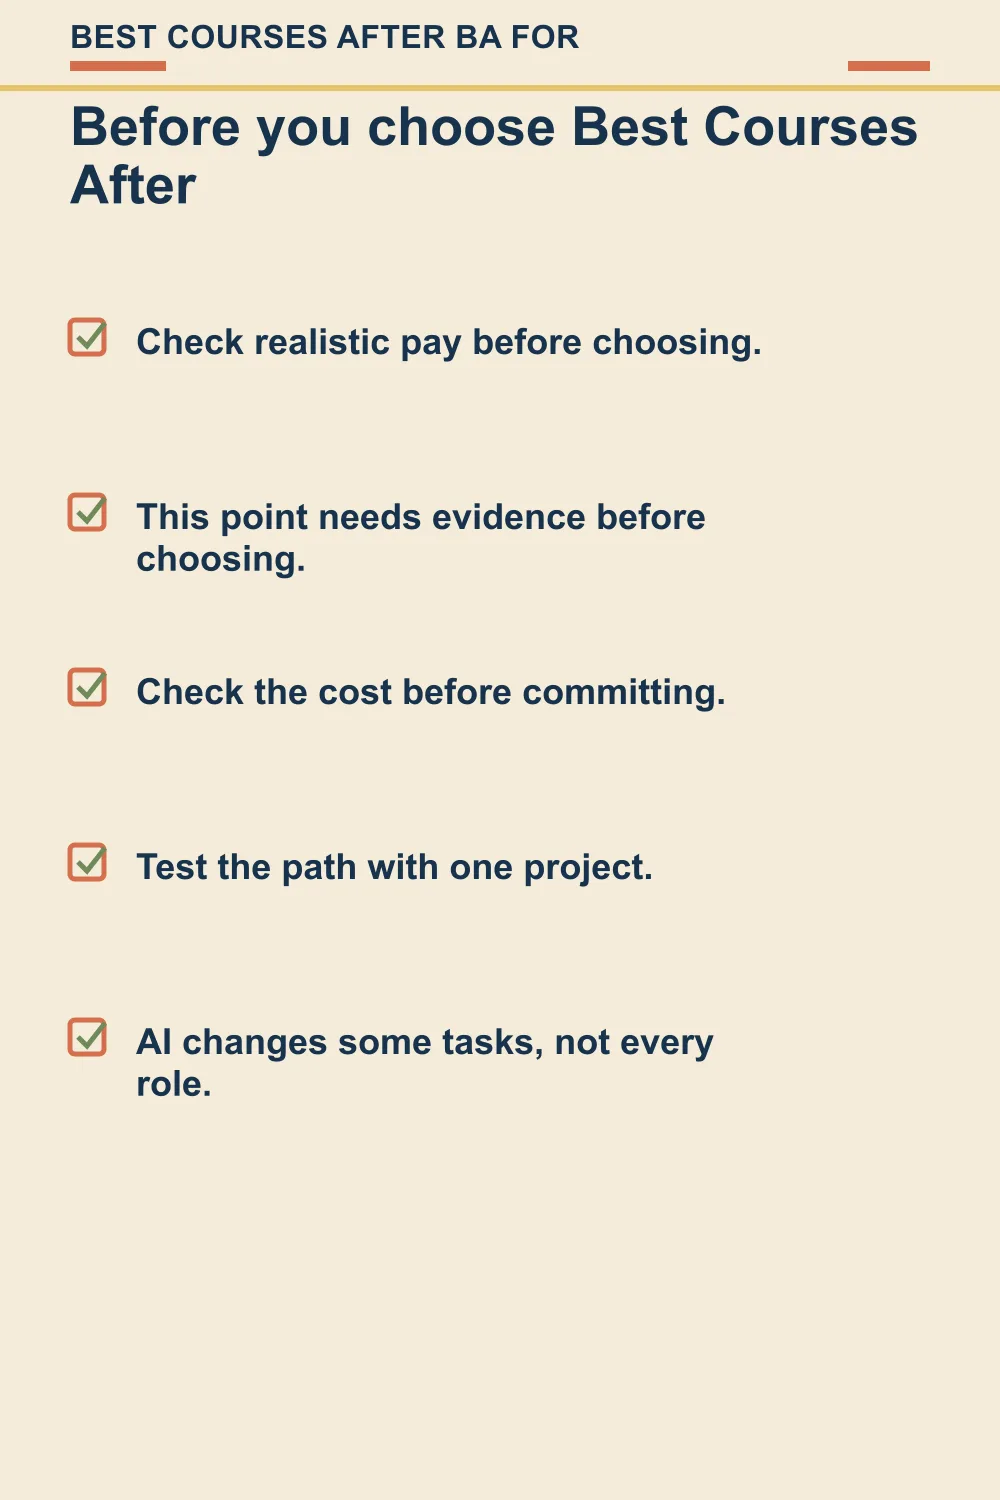 BEST COURSES AFTER BA FOR
Before you choose Best Courses
After
Check realistic pay before choosing.
This point needs evidence before
choosing.
Check the cost before committing.
Test the path with one project.
AI changes some tasks, not every
role.